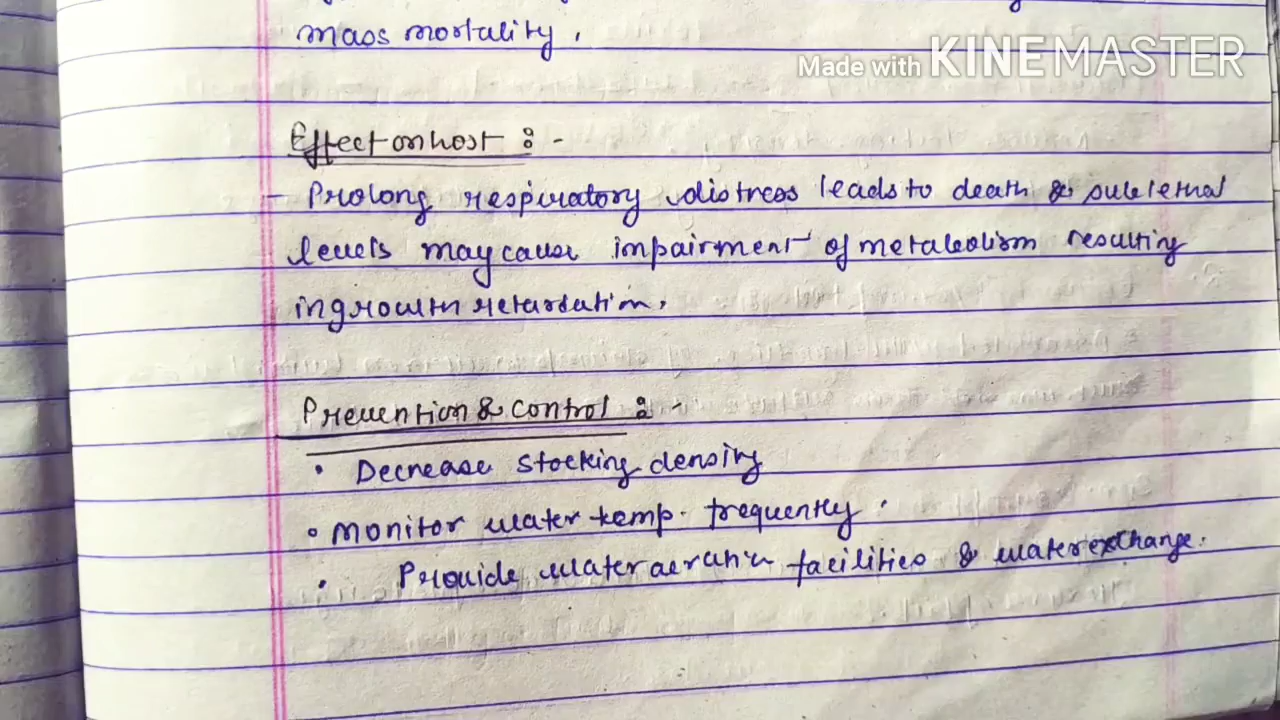 mass mortality.
Made with KINEMASTER
Effect on host :-
- Prolong respiratory distress leads to death & sublethal
levels may cause impairment of metabolism resulting
in growth retardation.
Prevention & control :-
• Decrease stocking density
• Monitor water temp. frequently.
• Provide water aeration facilities & water exchange.